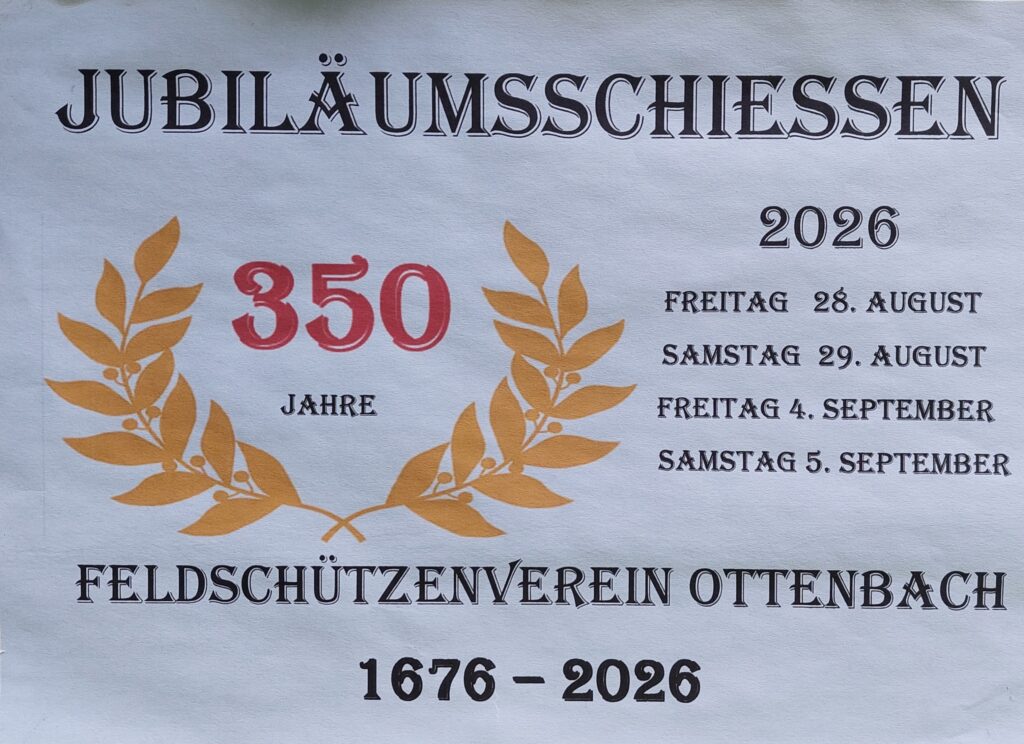 JUBILÄUMSSCHIESSEN
350
JAHRE
2026
FREITAG 28. AUGUST
SAMSTAG 29. AUGUST
FREITAG 4. SEPTEMBER
SAMSTAG 5. SEPTEMBER
FELDSCHÜTZENVEREIN OTTENBACH
1676 – 2026